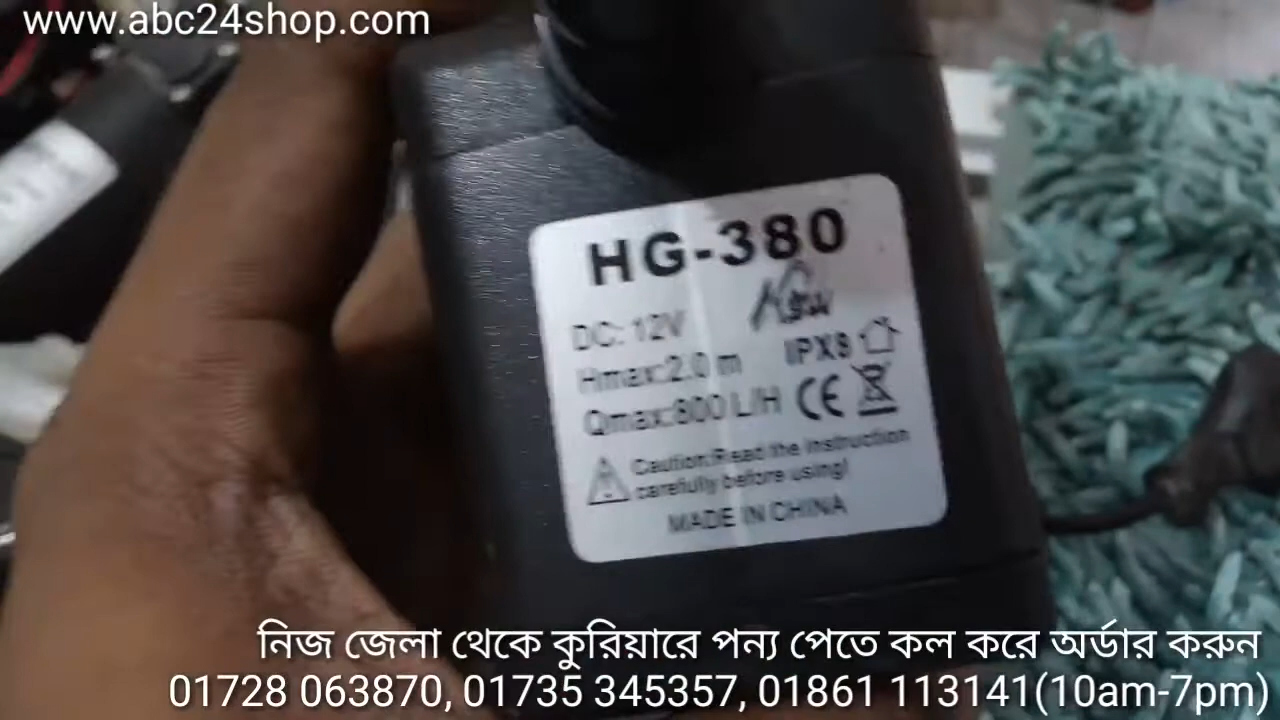 www.abc24shop.com
HG-380
DC: 12V
Hmax:2.0 m IPX8
Qmax:800 L/H CE
Caution:Read the instruction
carefully before using!
MADE IN CHINA
নিজ জেলা থেকে কুরিয়ারে পন্য পেতে কল করে অর্ডার করুন
01728 063870, 01735 345357, 01861 113141(10am-7pm)